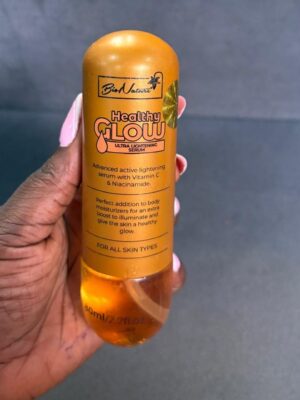 BioNature
Healthy
GLOW
ULTRA LIGHTENING
SERUM
Advanced active lightening
serum with Vitamin C
& Niacinamide.
Perfect addition to body
moisturizers for an extra
boost to illuminate and
give the skin a healthy
glow.
FOR ALL SKIN TYPES